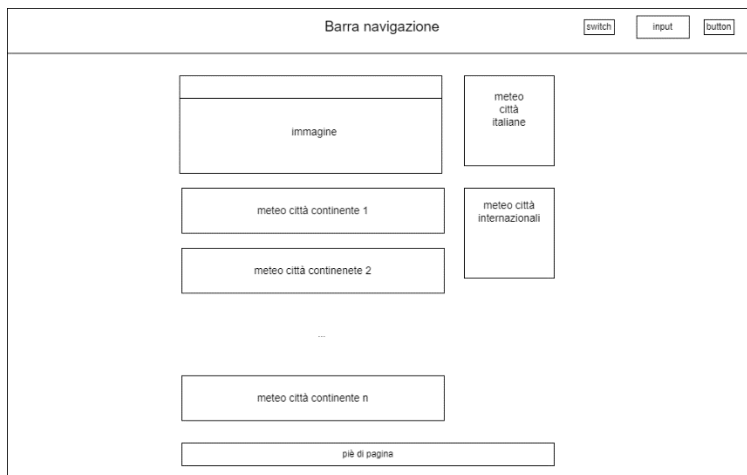 Barra navigazione
switch
input
button
immagine
meteo
città
italiane
meteo città continente 1
meteo città
internazionali
meteo città continenete 2
...
meteo città continente n
piè di pagina